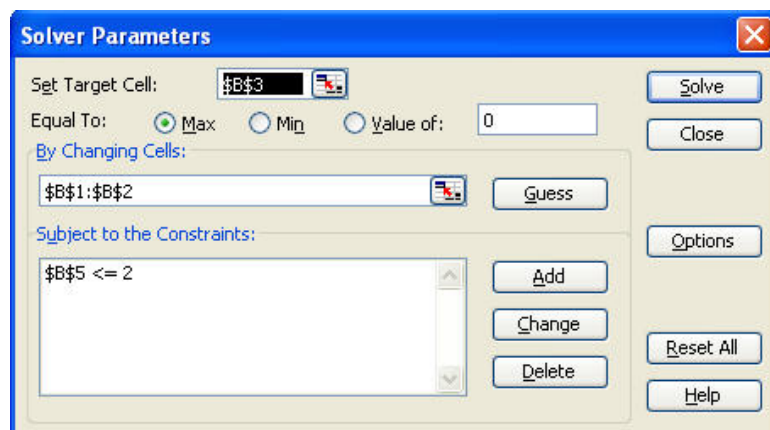 Solver Parameters
Set Target Cell: $B$3 Solve
Equal To: Max Min Value of: 0 Close
By Changing Cells:
$B$1:$B$2 Guess
Subject to the Constraints: Options
$B$5 <= 2 Add
Change
Reset All
Delete
Help